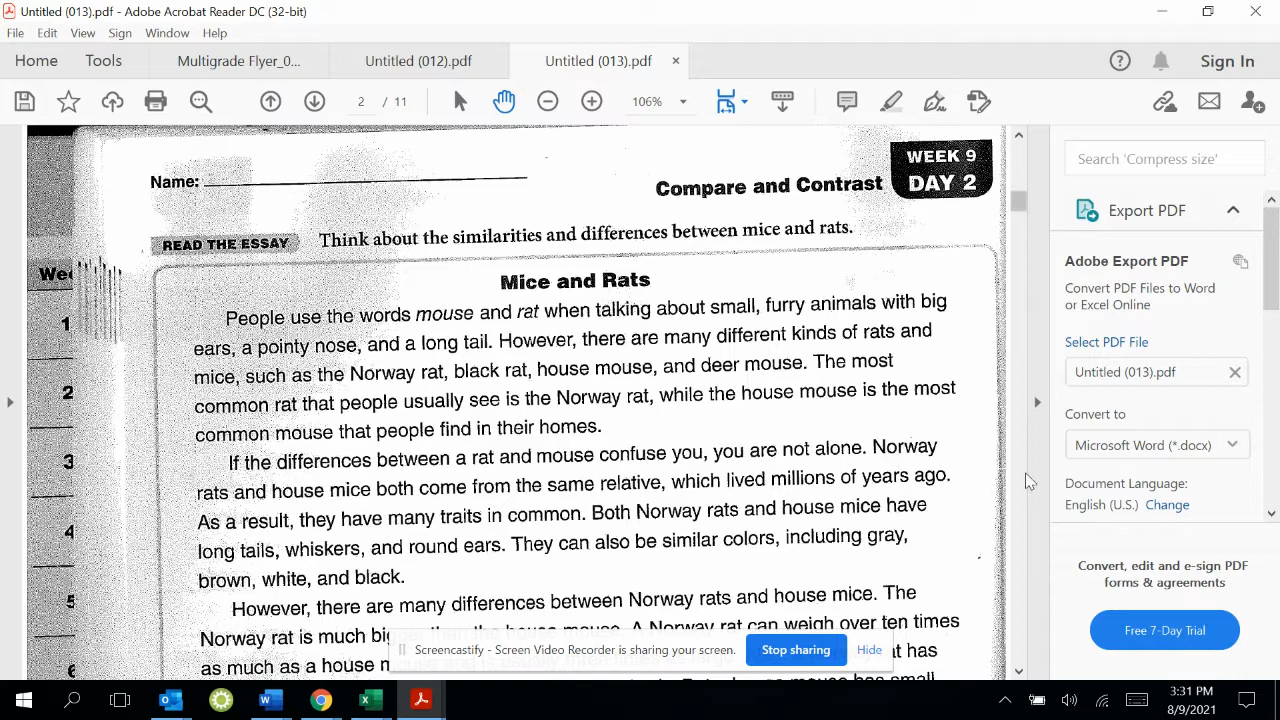 Untitled (013).pdf - Adobe Acrobat Reader DC (32-bit)
File Edit View Sign Window Help
Home Tools Multigrade Flyer_0... Untitled (012).pdf Untitled (013).pdf × Sign In
2 / 11 106%
Name:
Compare and Contrast
WEEK 9
DAY 2
READ THE ESSAY Think about the similarities and differences between mice and rats.
Mice and Rats
People use the words mouse and rat when talking about small, furry animals with big
ears, a pointy nose, and a long tail. However, there are many different kinds of rats and
mice, such as the Norway rat, black rat, house mouse, and deer mouse. The most
common rat that people usually see is the Norway rat, while the house mouse is the most
common mouse that people find in their homes.
If the differences between a rat and mouse confuse you, you are not alone. Norway
rats and house mice both come from the same relative, which lived millions of years ago.
As a result, they have many traits in common. Both Norway rats and house mice have
long tails, whiskers, and round ears. They can also be similar colors, including gray,
brown, white, and black.
However, there are many differences between Norway rats and house mice. The
Norway rat is much bigger than the house mouse. A Norway rat can weigh over ten times
as much as a house
1
2
3
4
5
Search 'Compress size'
Export PDF
Adobe Export PDF
Convert PDF Files to Word
or Excel Online
Select PDF File
Untitled (013).pdf
Convert to
Microsoft Word (*.docx)
Document Language:
English (U.S.) Change
Convert, edit and e-sign PDF
forms & agreements
Free 7-Day Trial
Screencastify - Screen Video Recorder is sharing your screen. Stop sharing Hide
3:31 PM
8/9/2021